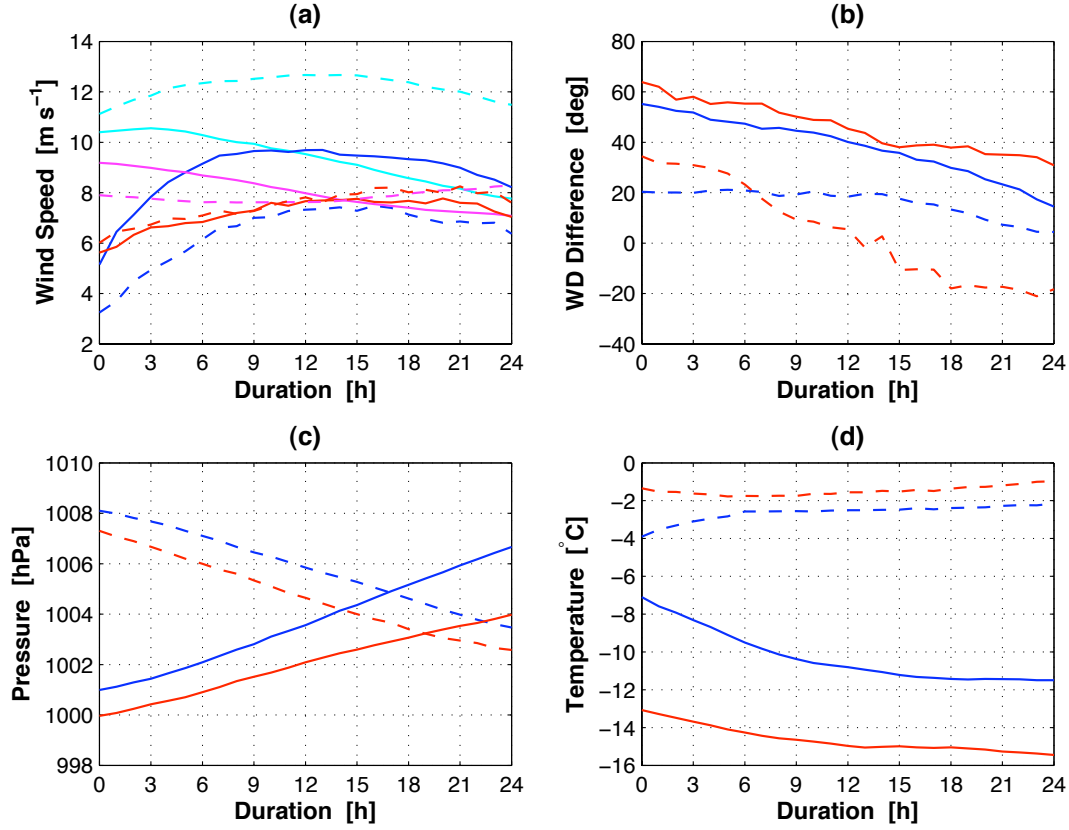 (a)
14
12
10
8
6
4
2
0 3 6 9 12 15 18 21 24
Wind Speed [m s⁻¹]
Duration [h]
(b)
80
60
40
20
0
−20
−40
0 3 6 9 12 15 18 21 24
WD Difference [deg]
Duration [h]
(c)
1010
1008
1006
1004
1002
1000
998
0 3 6 9 12 15 18 21 24
Pressure [hPa]
Duration [h]
(d)
0
−2
−4
−6
−8
−10
−12
−14
−16
0 3 6 9 12 15 18 21 24
Temperature [°C]
Duration [h]